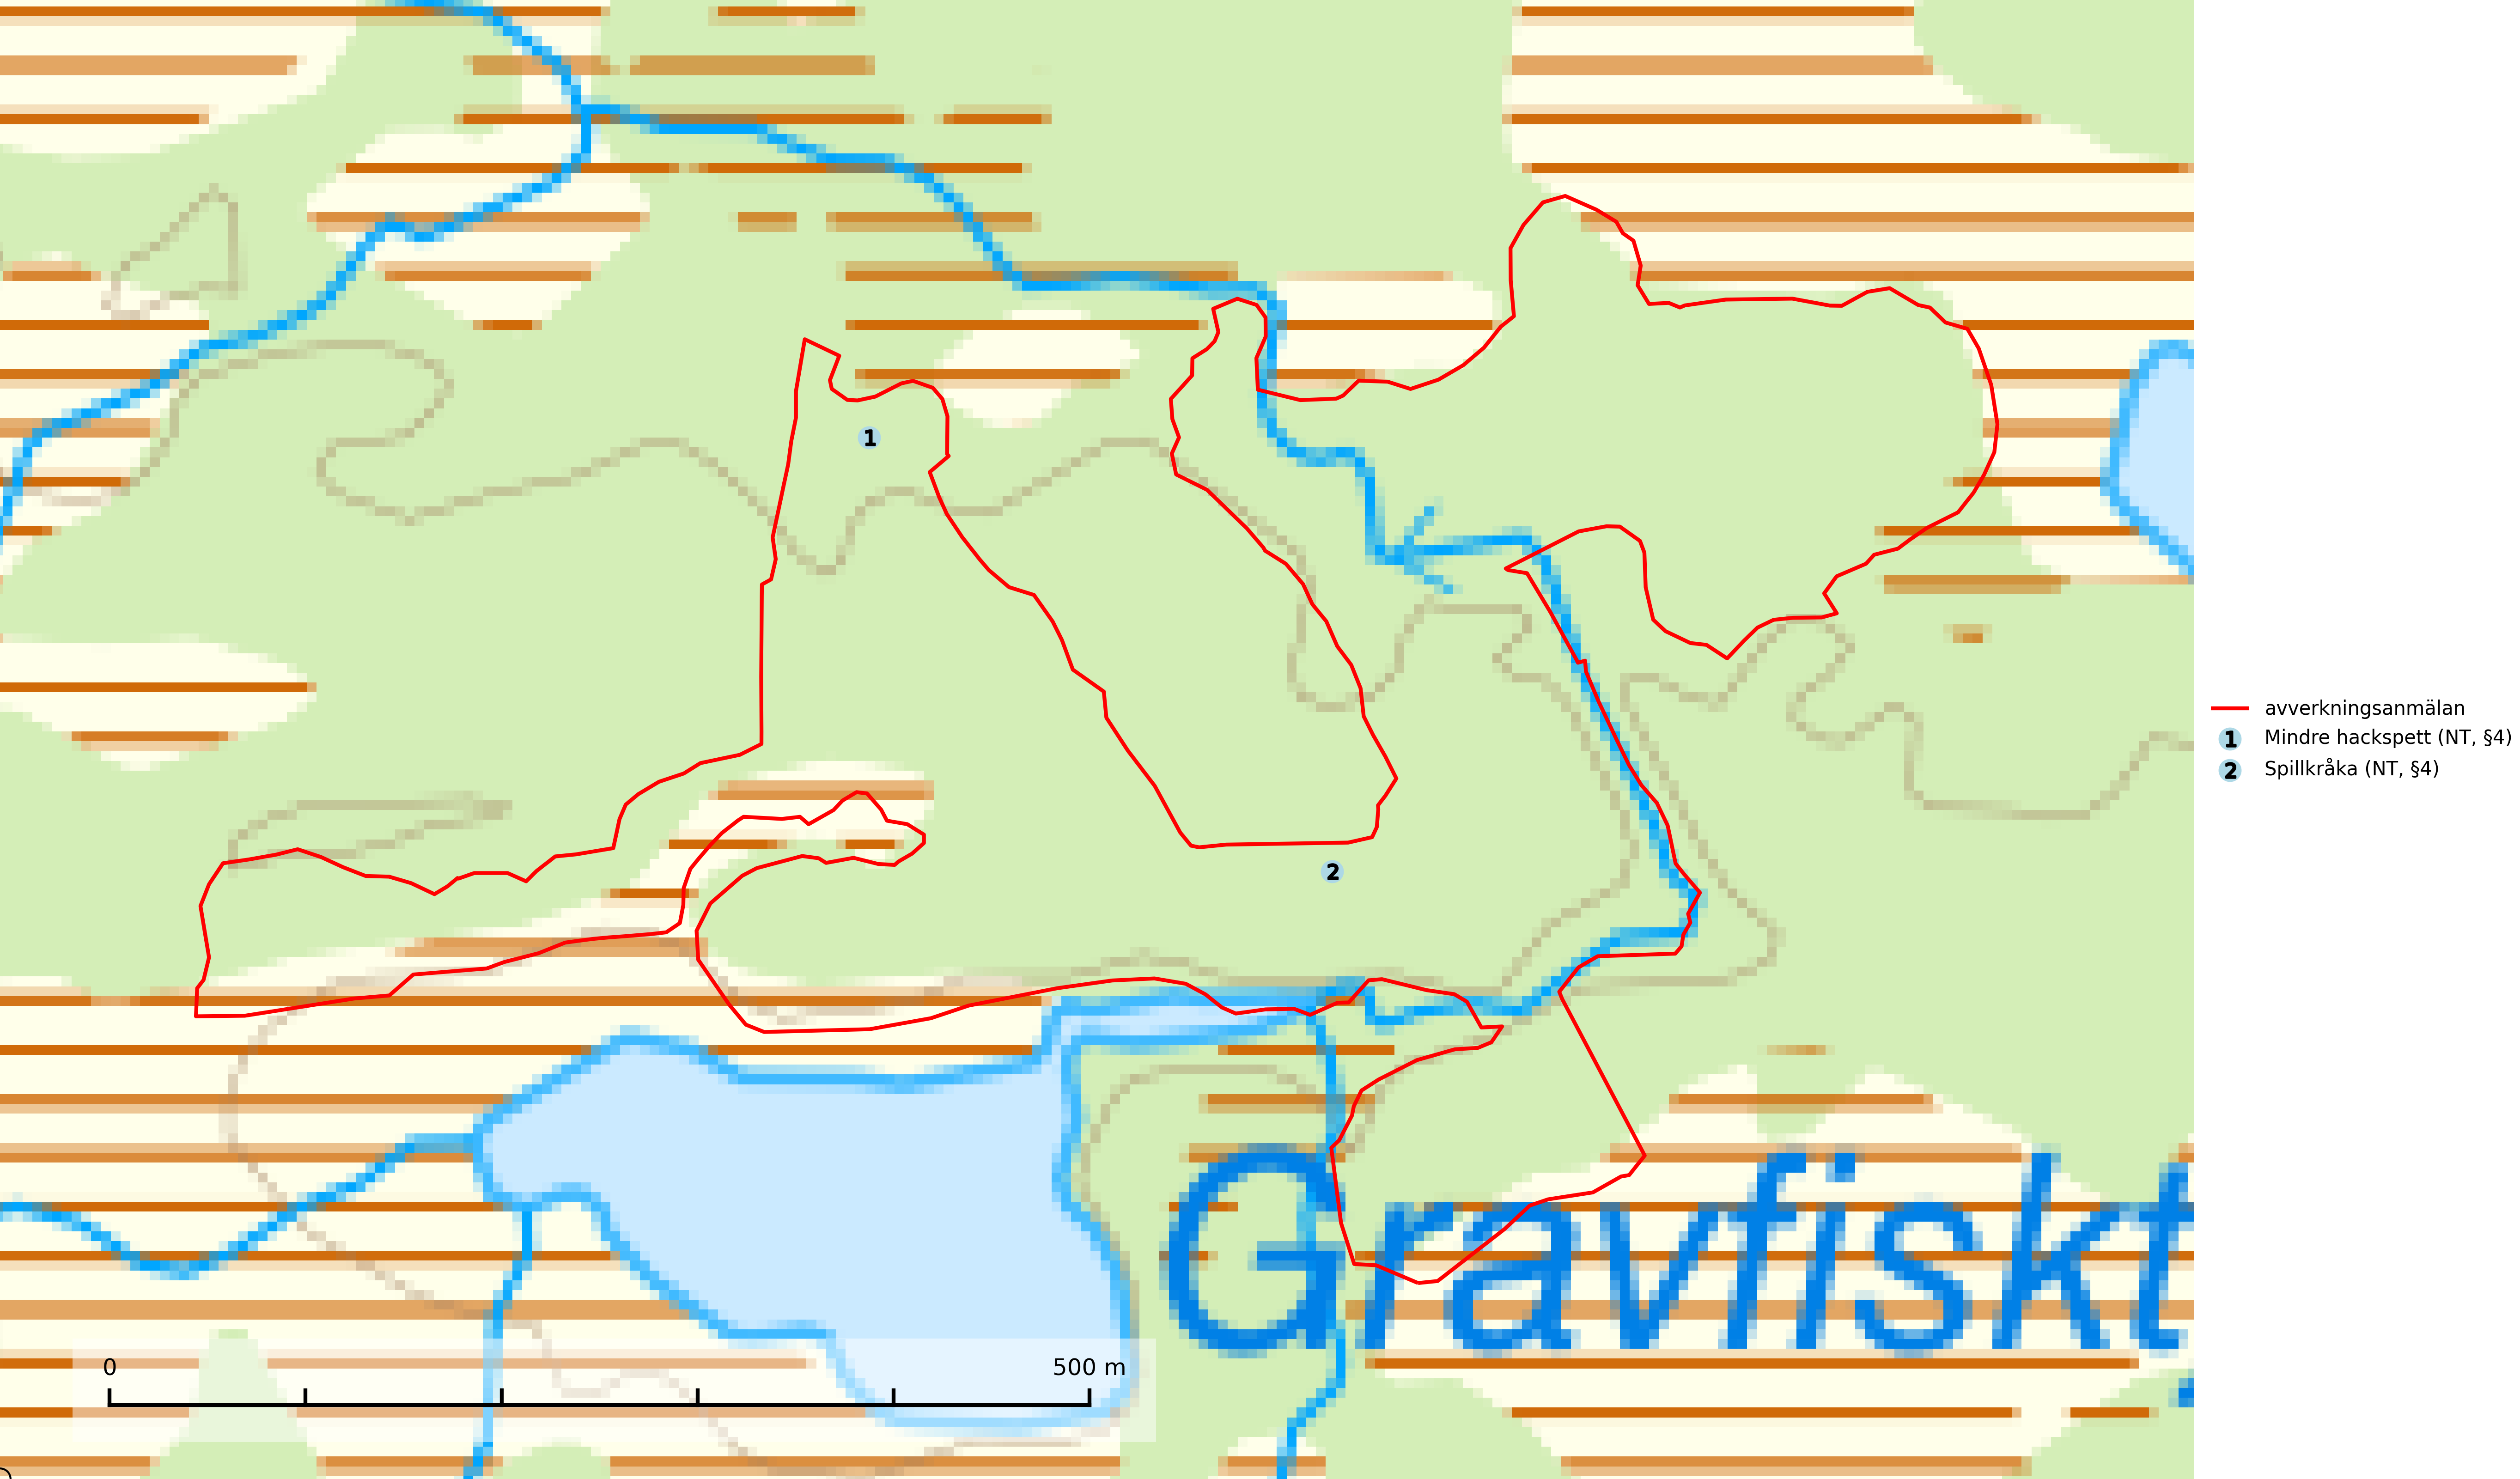 1
avverkningsanmälan
1 Mindre hackspett (NT, §4)
2 Spillkråka (NT, §4)
2
Gravfiskt
0 500 m